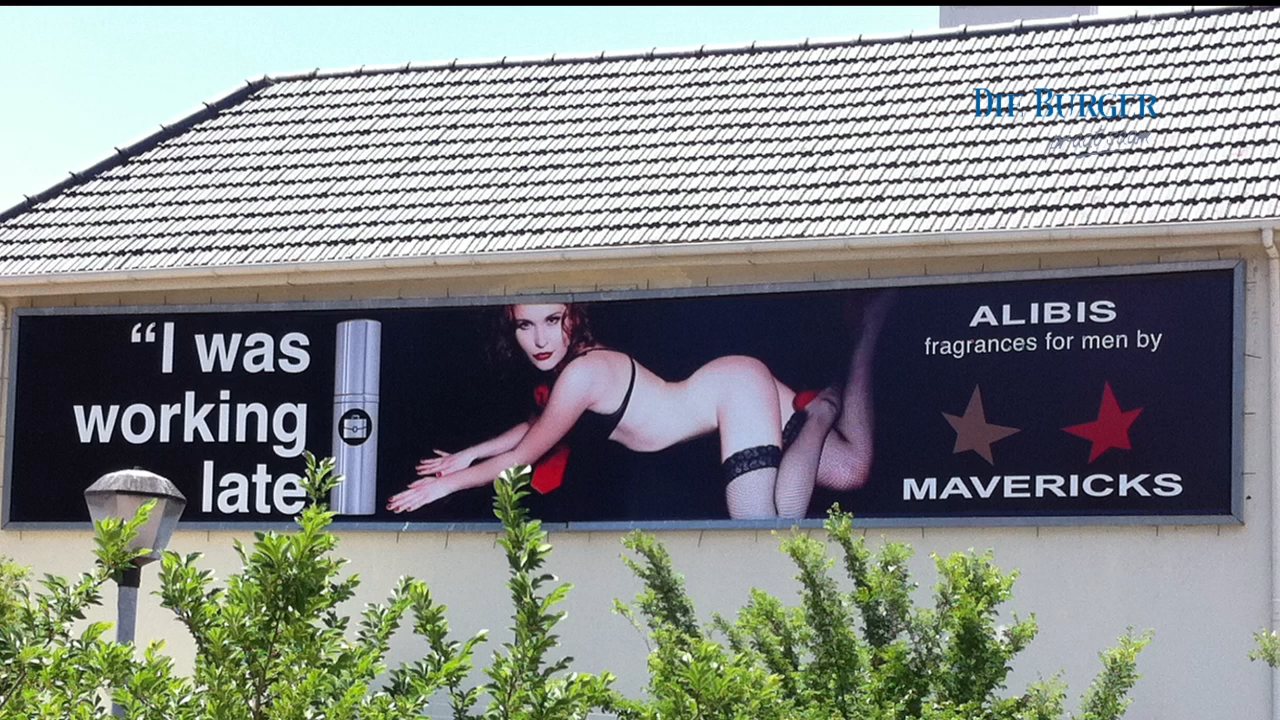 DIE BURGER
“I was
working
late
ALIBIS
fragrances for men by
MAVERICKS